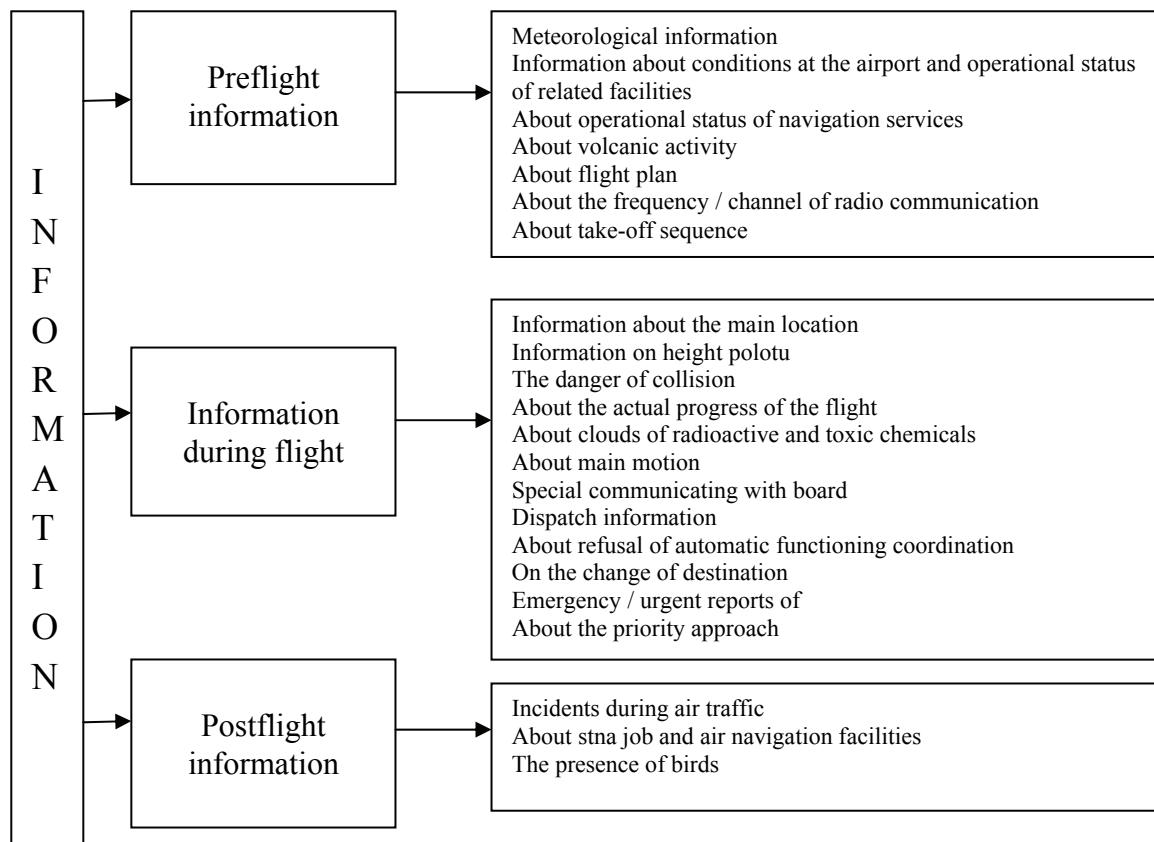 INFORMATION
Preflight
information
Meteorological information
Information about conditions at the airport and operational status
of related facilities
About operational status of navigation services
About volcanic activity
About flight plan
About the frequency / channel of radio communication
About take-off sequence
Information
during flight
Information about the main location
Information on height polotu
The danger of collision
About the actual progress of the flight
About clouds of radioactive and toxic chemicals
About main motion
Special communicating with board
Dispatch information
About refusal of automatic functioning coordination
On the change of destination
Emergency / urgent reports of
About the priority approach
Postflight
information
Incidents during air traffic
About stna job and air navigation facilities
The presence of birds